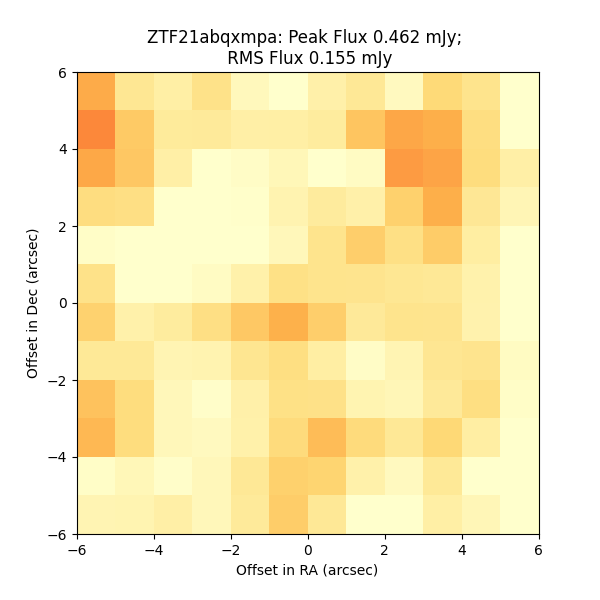 ZTF21abqxmpa: Peak Flux 0.462 mJy;
RMS Flux 0.155 mJy
6
4
2
0
−2
−4
−6
Offset in Dec (arcsec)
−6 −4 −2 0 2 4 6
Offset in RA (arcsec)